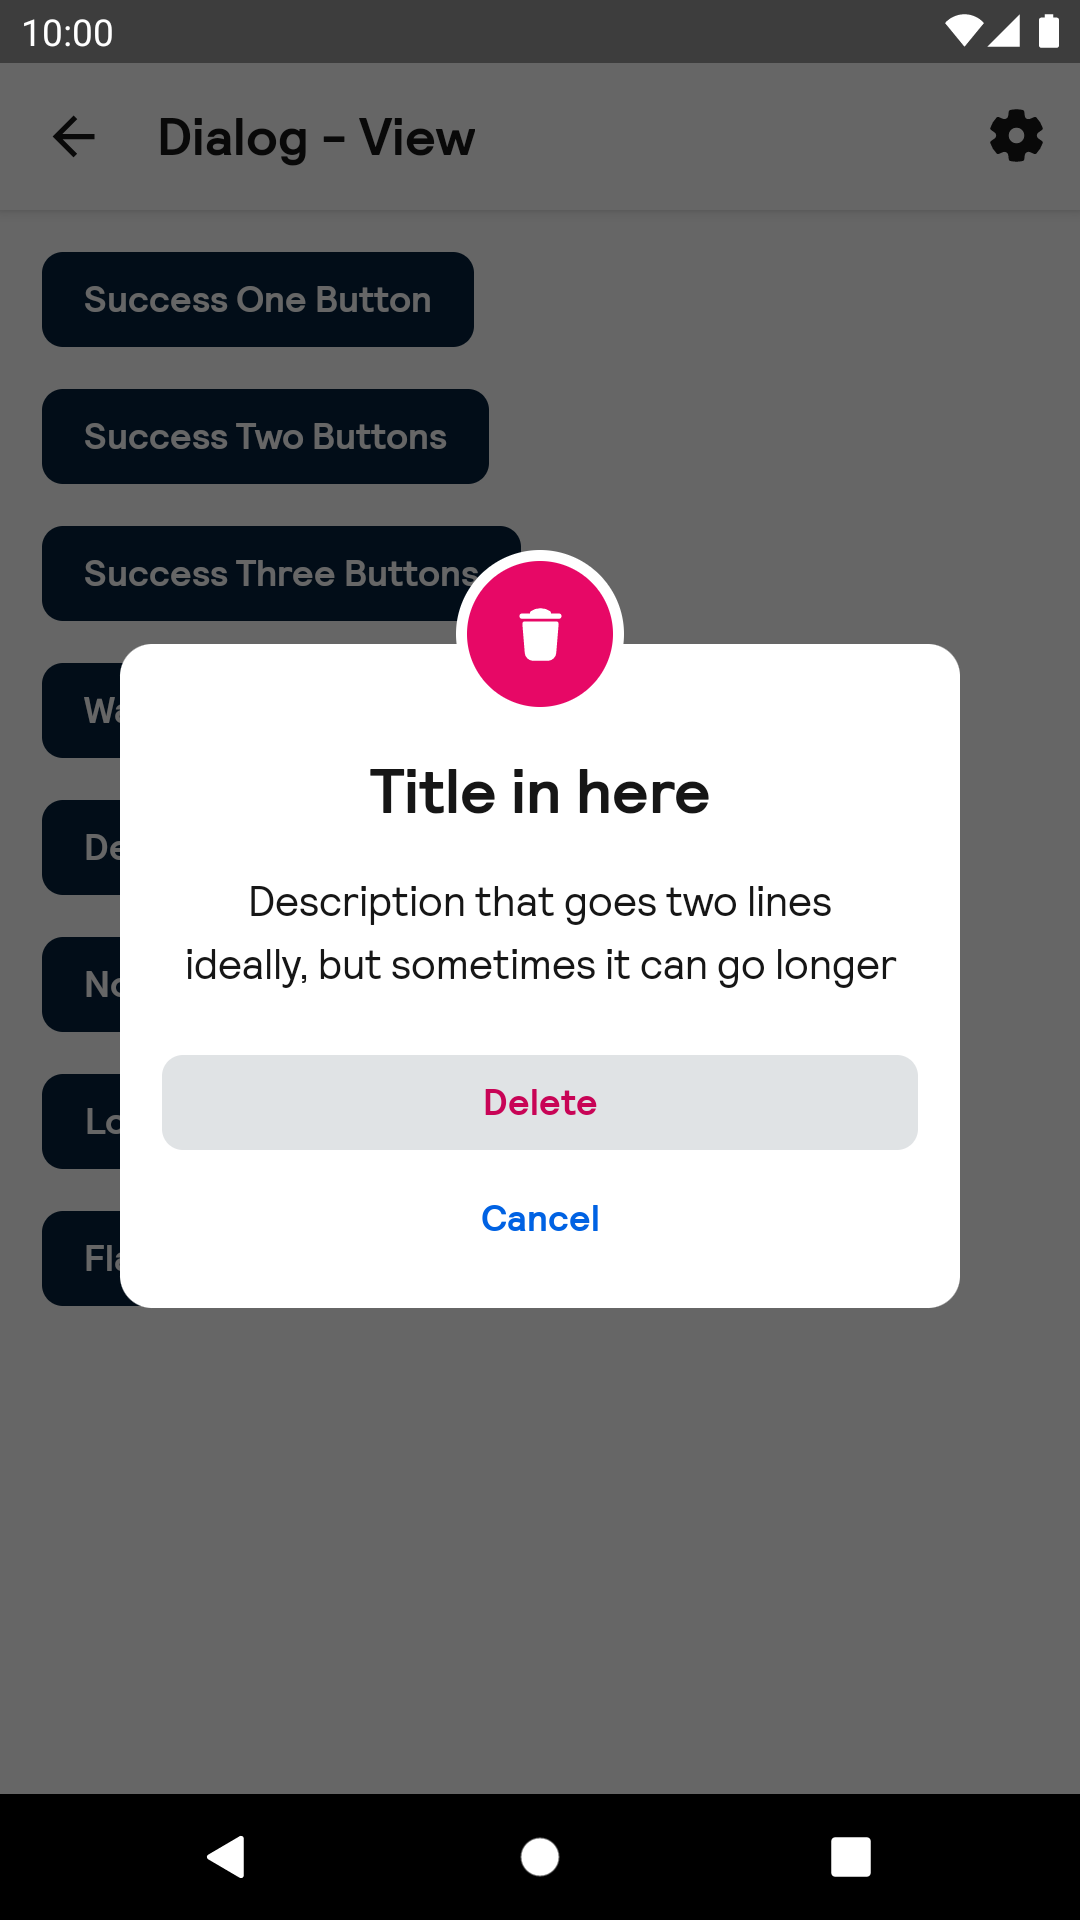 10:00
Dialog - View
Success One Button
Success Two Buttons
Success Three Buttons
Title in here
Description that goes two lines
ideally, but sometimes it can go longer
Delete
Cancel